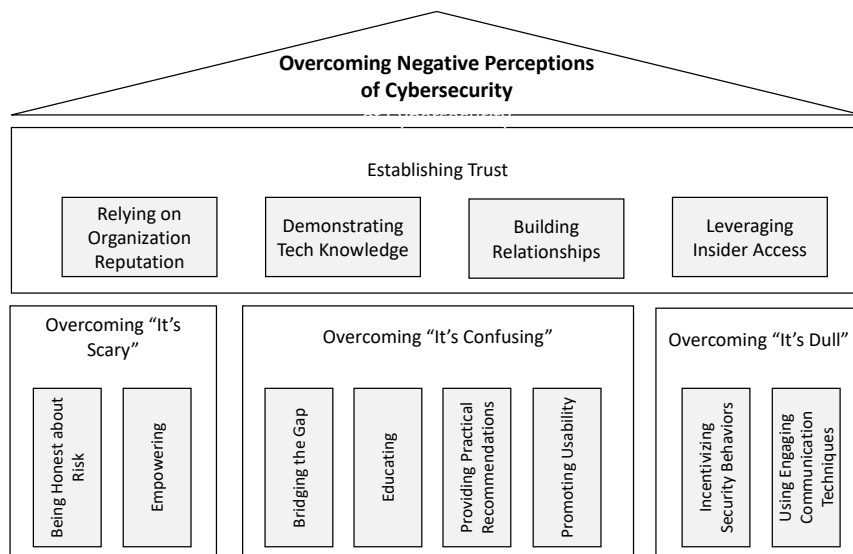 Overcoming Negative Perceptions
of Cybersecurity
of Cybersecurity
Establishing Trust
Relying on
Organization
Reputation
Demonstrating
Tech Knowledge
Building
Relationships
Leveraging
Insider Access
Overcoming “It’s
Scary”
Being Honest about
Risk
Empowering
Overcoming “It’s Confusing”
Bridging the Gap
Educating
Providing Practical
Recommendations
Promoting Usability
Overcoming “It’s Dull”
Incentivizing
Security Behaviors
Using Engaging
Communication
Techniques